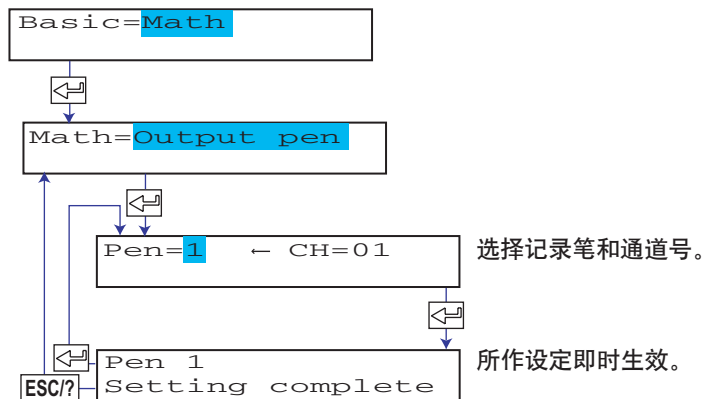 Basic=Math
Math=Output pen
Pen=1 ← CH=01 选择记录笔和通道号。
Pen 1 所作设定即时生效。
ESC/? Setting complete